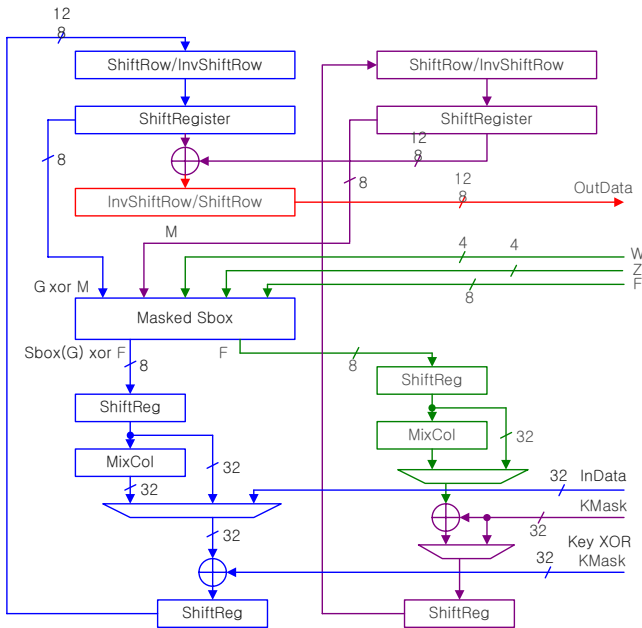 12
8
ShiftRow/InvShiftRow
ShiftRow/InvShiftRow
ShiftRegister
ShiftRegister
12
8
8
8
12
8
OutData
InvShiftRow/ShiftRow
M
4
4
W
Z
F
8
G xor M
Masked Sbox
Sbox(G) xor F
F
8
8
ShiftReg
ShiftReg
MixCol
MixCol
32
32
32
32
InData
32
KMask
32
Key XOR
KMask
32
ShiftReg
ShiftReg